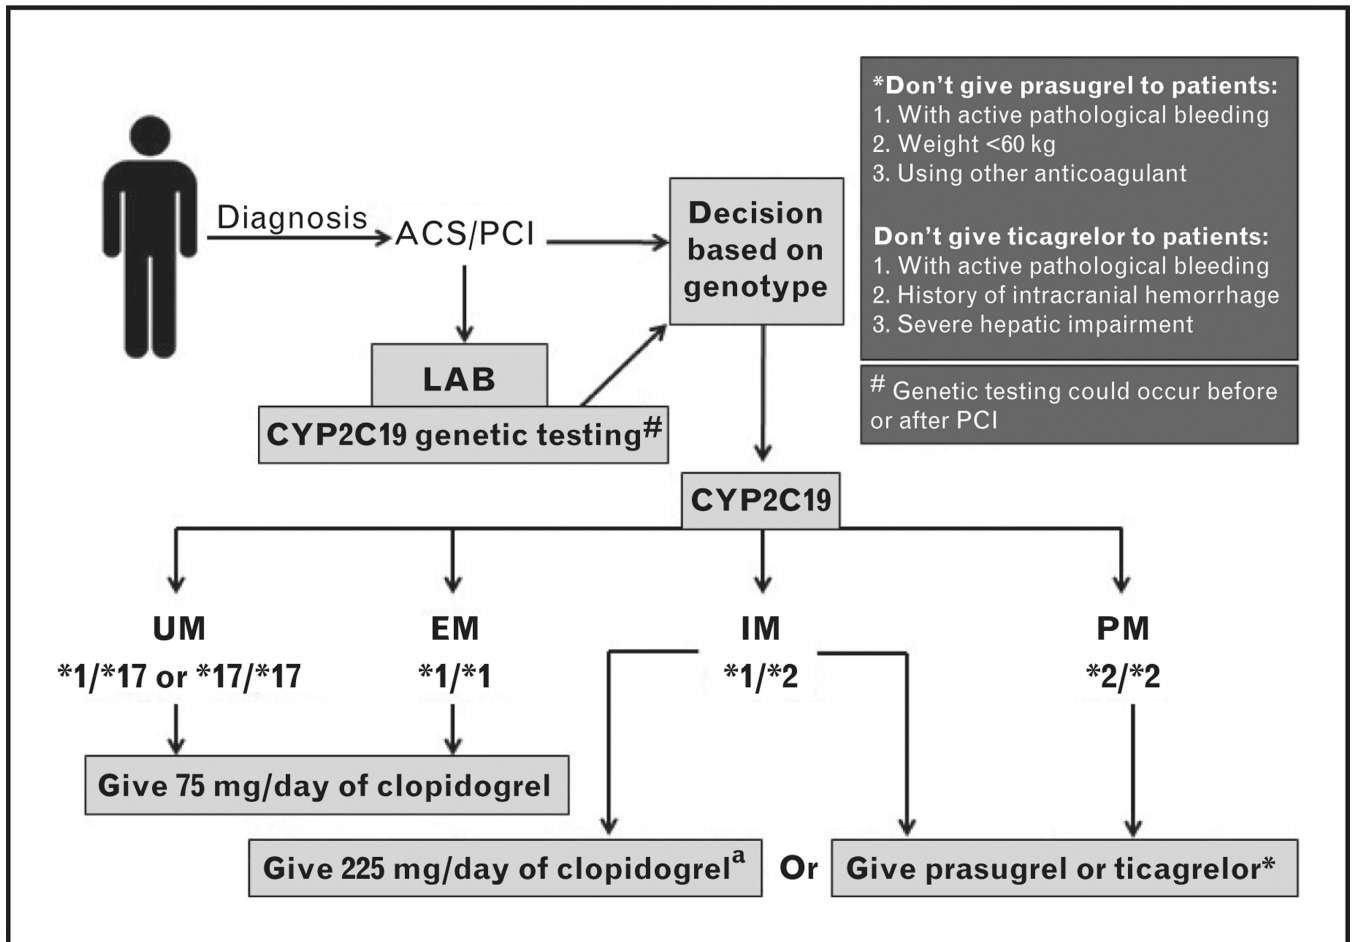 *Don't give prasugrel to patients:
1. With active pathological bleeding
2. Weight <60 kg
3. Using other anticoagulant
Don't give ticagrelor to patients:
1. With active pathological bleeding
2. History of intracranial hemorrhage
3. Severe hepatic impairment
# Genetic testing could occur before
or after PCI
Diagnosis
ACS/PCI
Decision
based on
genotype
LAB
CYP2C19 genetic testing#
CYP2C19
UM
*1/*17 or *17/*17
EM
*1/*1
IM
*1/*2
PM
*2/*2
Give 75 mg/day of clopidogrel
Give 225 mg/day of clopidogrel^a
Or
Give prasugrel or ticagrelor*